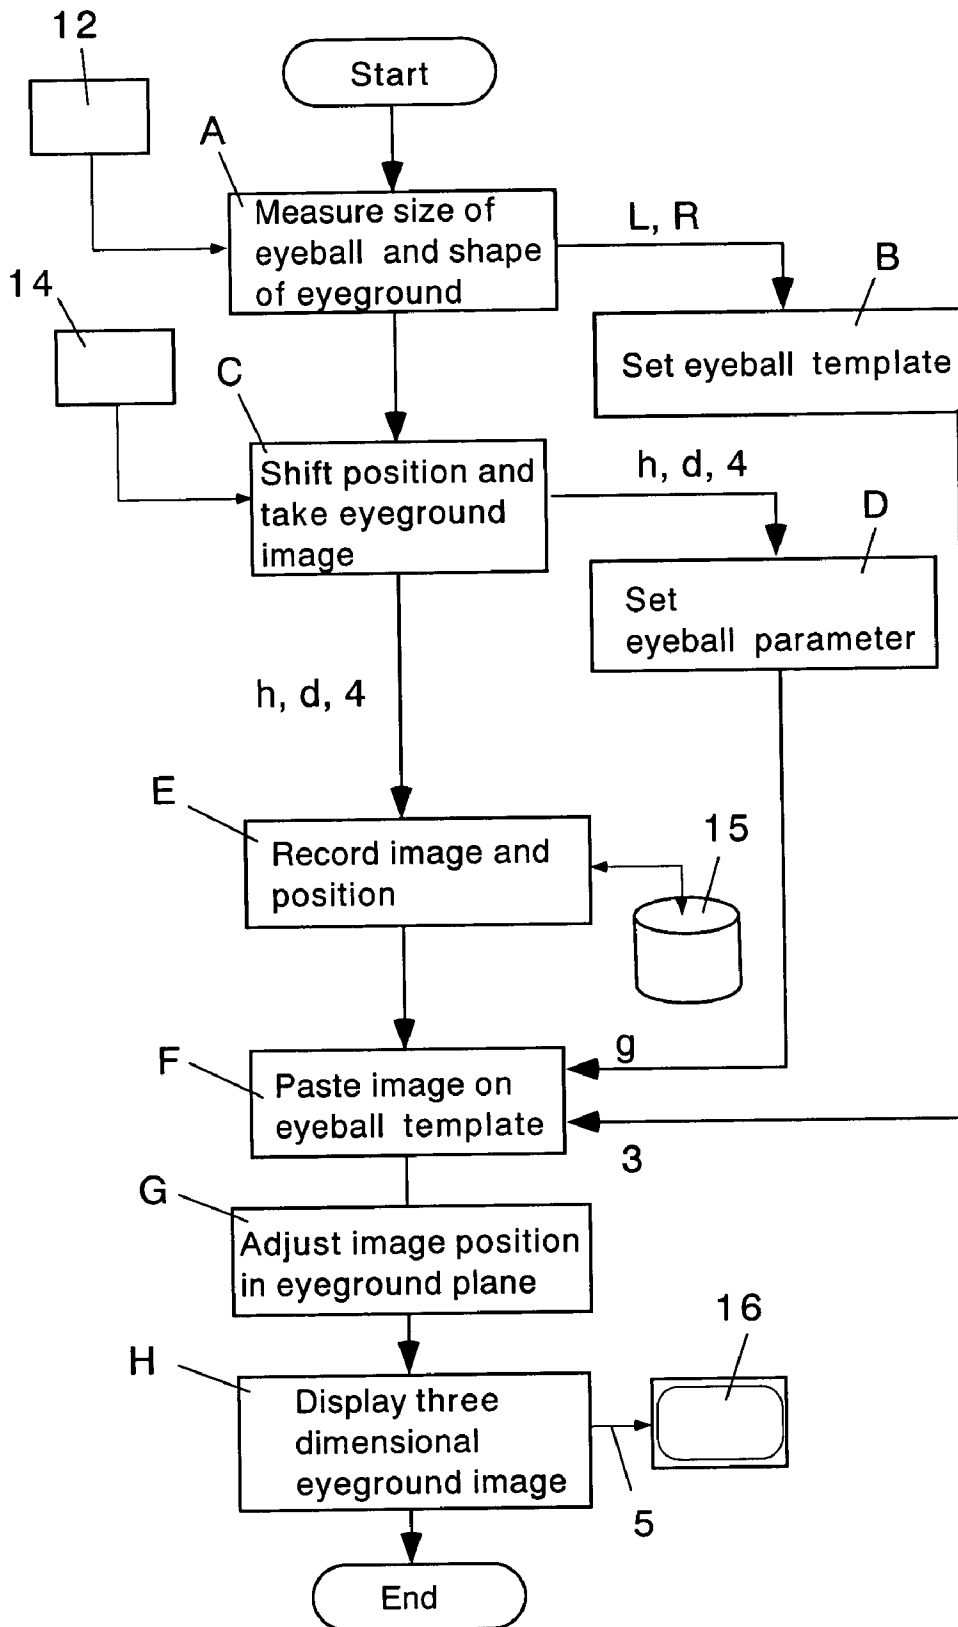 12
Start
A
Measure size of
eyeball and shape
of eyeground
L, R
B
Set eyeball template
14
C
Shift position and
take eyeground
image
h, d, 4
D
Set
eyeball parameter
h, d, 4
E
Record image and
position
15
F
Paste image on
eyeball template
g
3
G
Adjust image position
in eyeground plane
H
Display three
dimensional
eyeground image
16
5
End